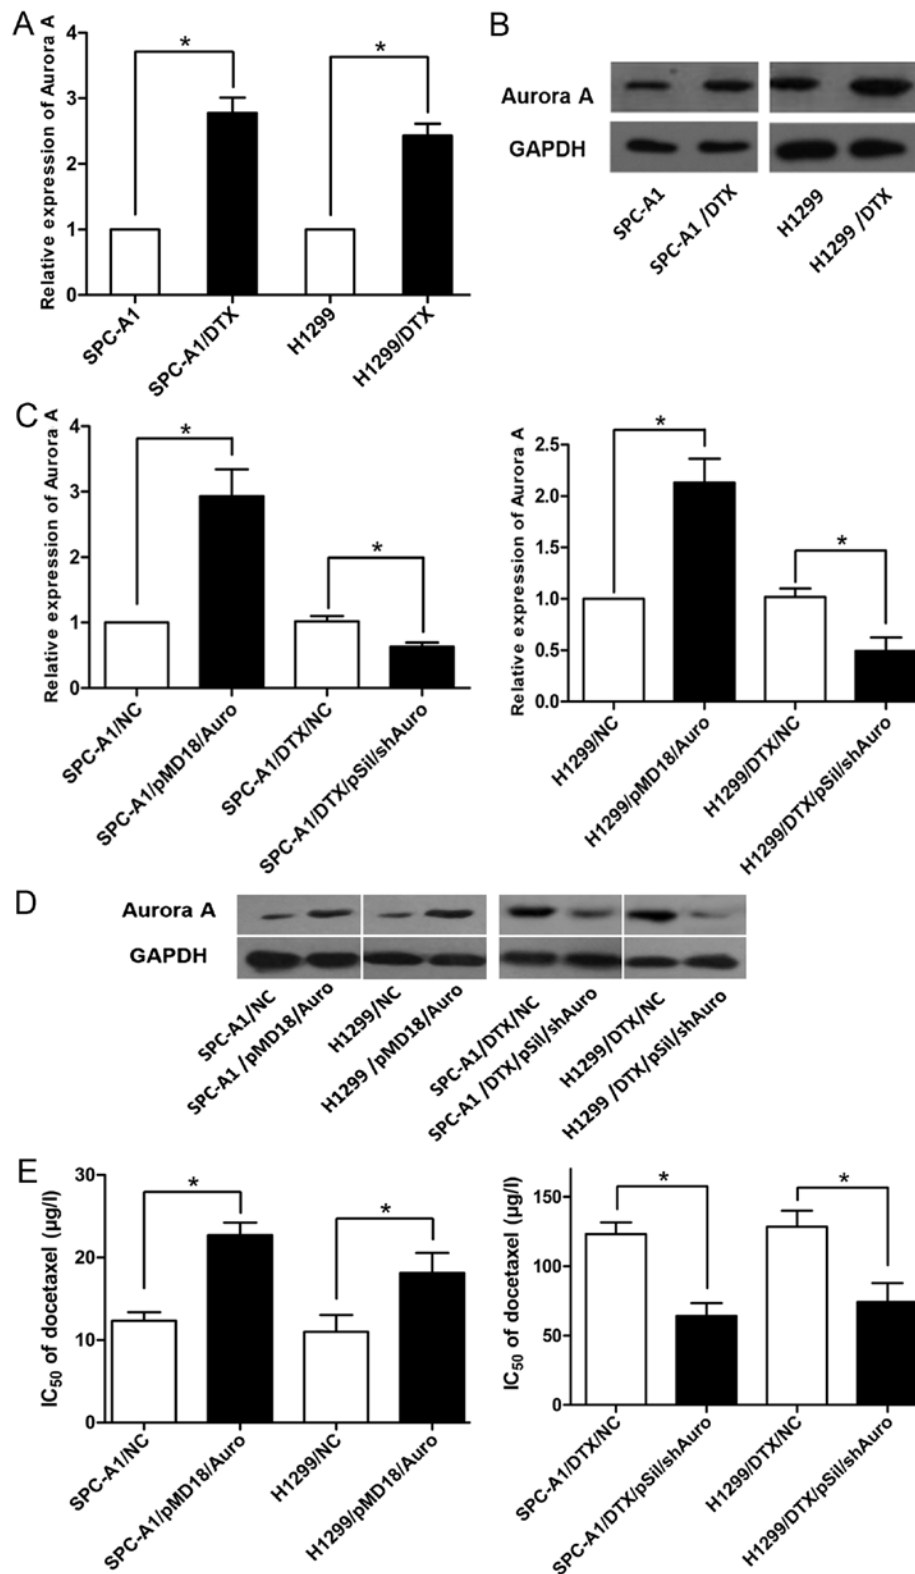 A
Relative expression of Aurora A
4
3
2
1
0
*
*
SPC-A1
SPC-A1/DTX
H1299
H1299/DTX
B
Aurora A
GAPDH
SPC-A1
SPC-A1 /DTX
H1299
H1299 /DTX
C
Relative expression of Aurora A
4
3
2
1
0
*
*
SPC-A1/NC
SPC-A1/pMD18/Auro
SPC-A1/DTX/NC
SPC-A1/DTX/pSil/shAuro
Relative expression of Aurora A
2.5
2.0
1.5
1.0
0.5
0.0
*
*
H1299/NC
H1299/pMD18/Auro
H1299/DTX/NC
H1299/DTX/pSil/shAuro
D
Aurora A
GAPDH
SPC-A1/NC
SPC-A1 /pMD18/Auro
H1299/NC
H1299 /pMD18/Auro
SPC-A1/DTX/NC
SPC-A1 /DTX/pSil/shAuro
H1299/DTX/NC
H1299 /DTX/pSil/shAuro
E
IC50 of docetaxel (μg/l)
30
20
10
0
*
*
SPC-A1/NC
SPC-A1/pMD18/Auro
H1299/NC
H1299/pMD18/Auro
IC50 of docetaxel (μg/l)
150
100
50
0
*
*
SPC-A1/DTX/NC
SPC-A1/DTX/pSil/shAuro
H1299/DTX/NC
H1299/DTX/pSil/shAuro